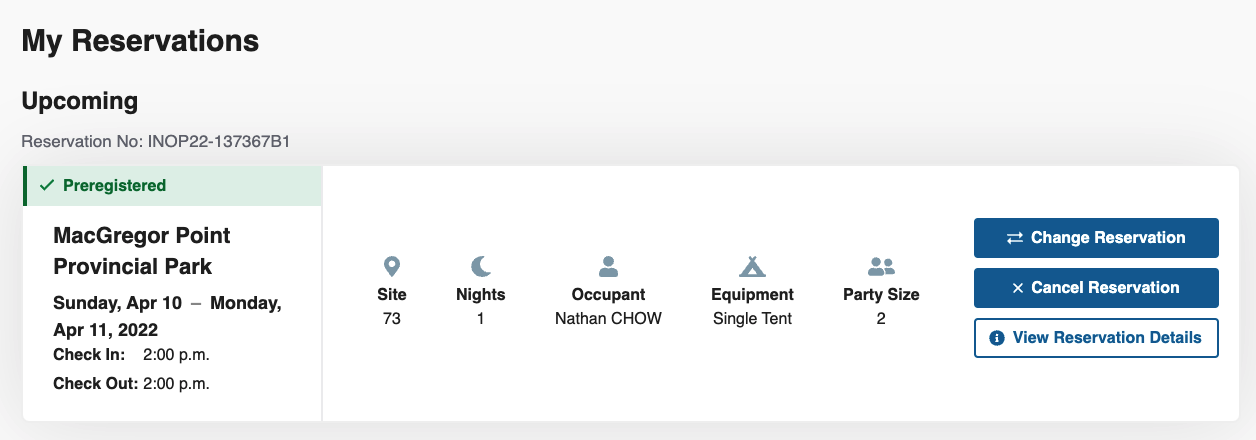 My Reservations
Upcoming
Reservation No: INOP22-137367B1
Preregistered
MacGregor Point
Provincial Park
Sunday, Apr 10 – Monday,
Apr 11, 2022
Check In: 2:00 p.m.
Check Out: 2:00 p.m.
Site
73
Nights
1
Occupant
Nathan CHOW
Equipment
Single Tent
Party Size
2
Change Reservation
Cancel Reservation
View Reservation Details